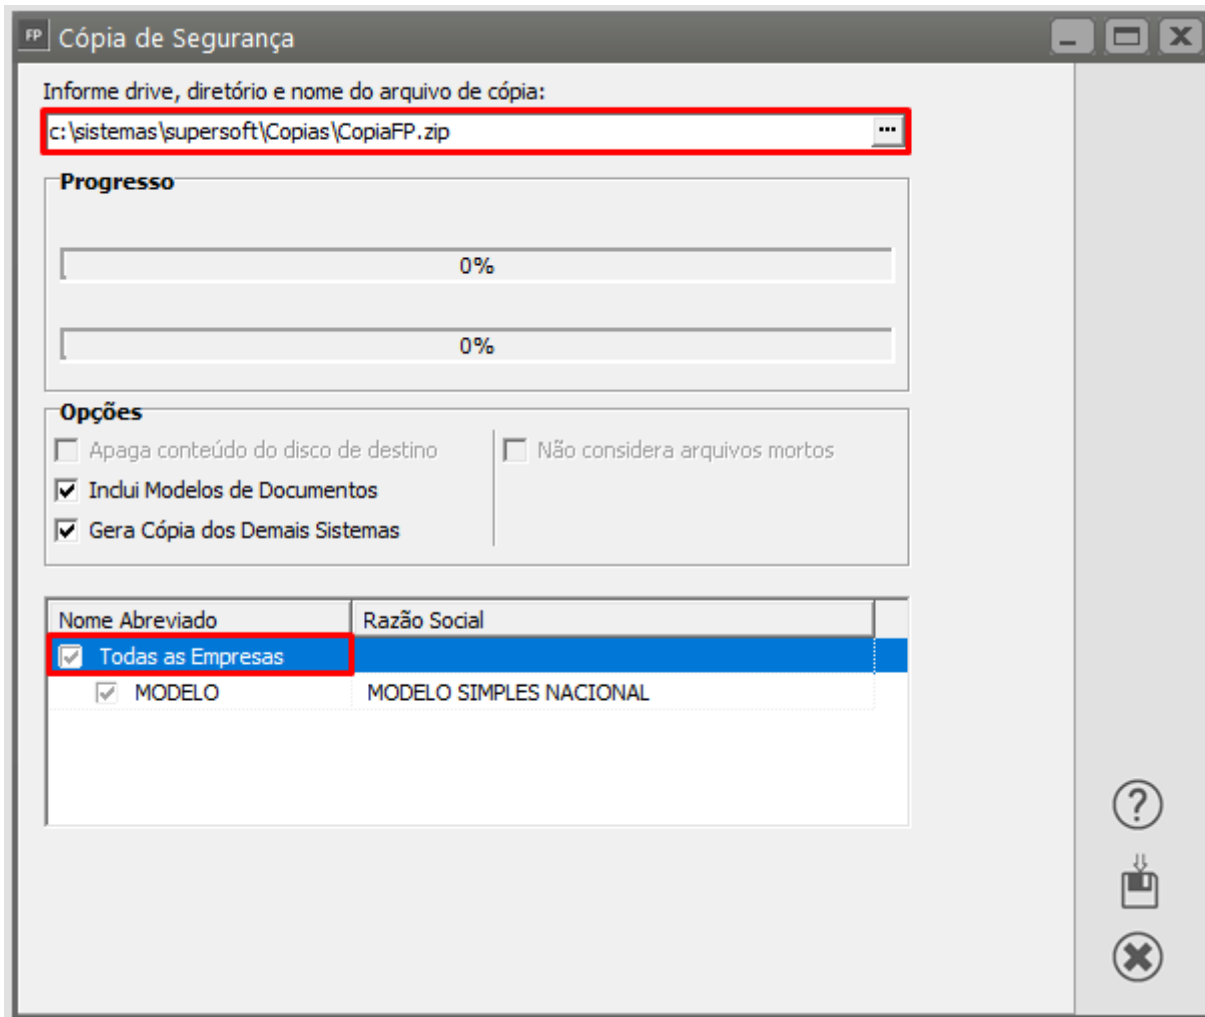 FP Cópia de Segurança
Informe drive, diretório e nome do arquivo de cópia:
c:\sistemas\supersoft\Copias\CopiaFP.zip ...
Progresso
0%
0%
Opções
Apaga conteúdo do disco de destino Não considera arquivos mortos
Inclui Modelos de Documentos
Gera Cópia dos Demais Sistemas
Nome Abreviado Razão Social
Todas as Empresas
MODELO MODELO SIMPLES NACIONAL
?